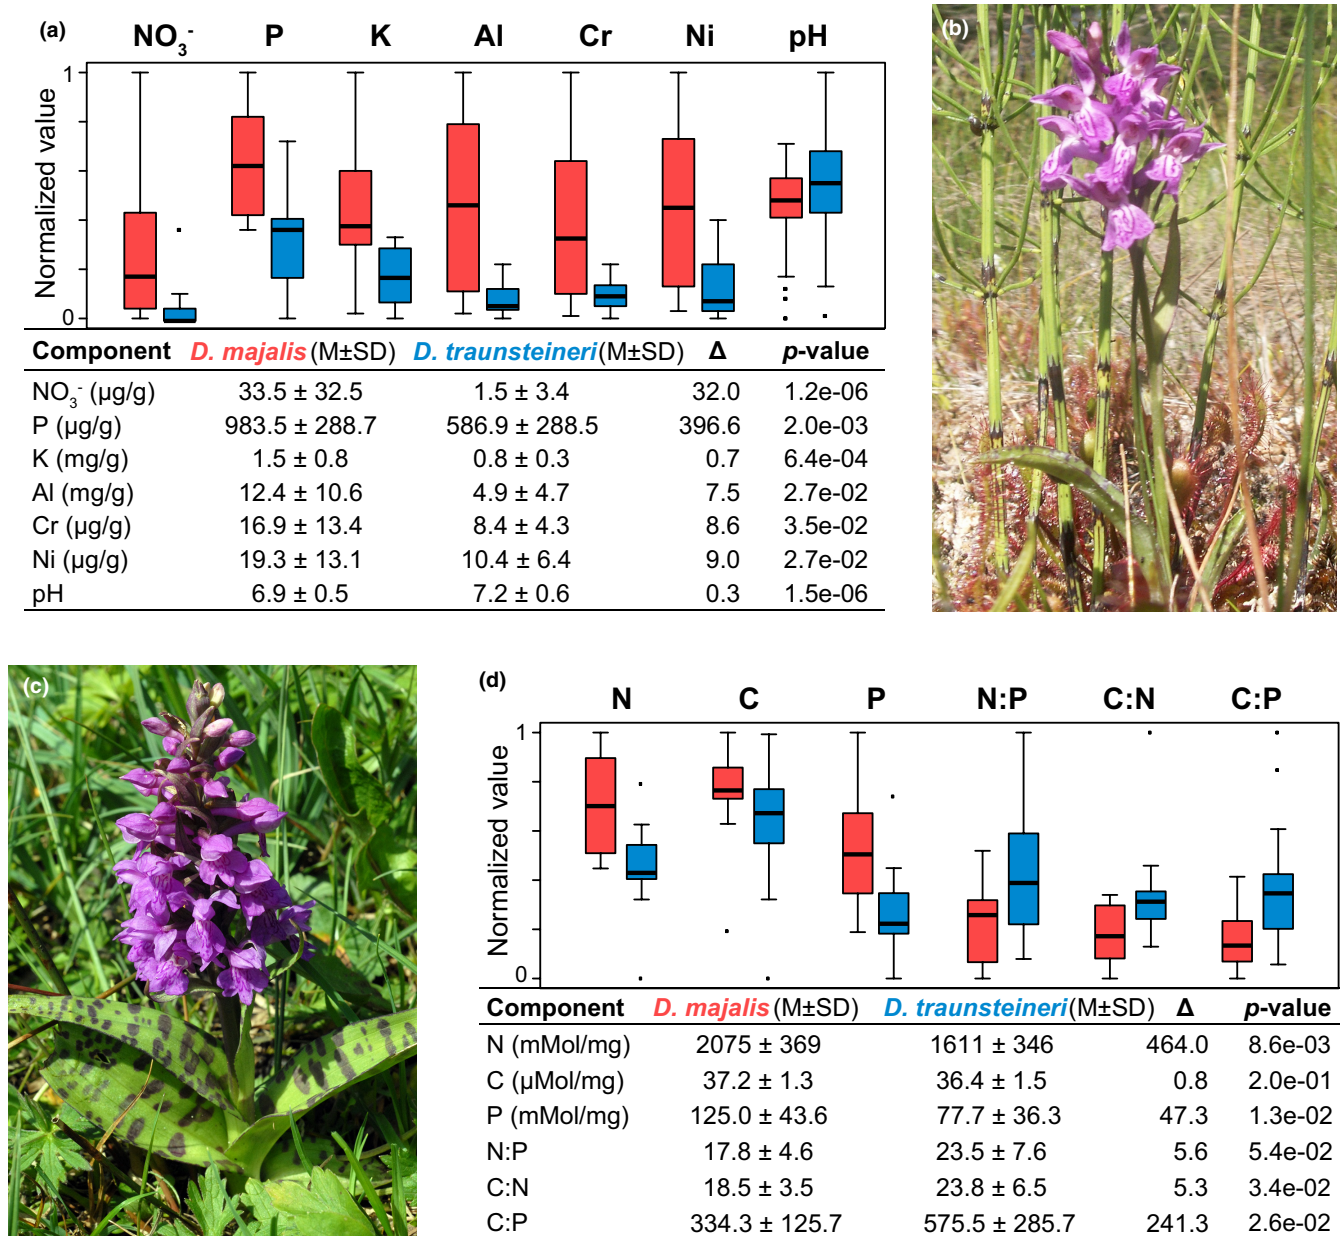 (a)
NO3- P K Al Cr Ni pH
Normalized value
1
0
Component D. majalis (M±SD) D. traunsteineri (M±SD) Δ p-value
NO3- (µg/g) 33.5 ± 32.5 1.5 ± 3.4 32.0 1.2e-06
P (µg/g) 983.5 ± 288.7 586.9 ± 288.5 396.6 2.0e-03
K (mg/g) 1.5 ± 0.8 0.8 ± 0.3 0.7 6.4e-04
Al (mg/g) 12.4 ± 10.6 4.9 ± 4.7 7.5 2.7e-02
Cr (µg/g) 16.9 ± 13.4 8.4 ± 4.3 8.6 3.5e-02
Ni (µg/g) 19.3 ± 13.1 10.4 ± 6.4 9.0 2.7e-02
pH 6.9 ± 0.5 7.2 ± 0.6 0.3 1.5e-06
(b)
(c)
(d)
N C P N:P C:N C:P
Normalized value
1
0
Component D. majalis (M±SD) D. traunsteineri (M±SD) Δ p-value
N (mMol/mg) 2075 ± 369 1611 ± 346 464.0 8.6e-03
C (µMol/mg) 37.2 ± 1.3 36.4 ± 1.5 0.8 2.0e-01
P (mMol/mg) 125.0 ± 43.6 77.7 ± 36.3 47.3 1.3e-02
N:P 17.8 ± 4.6 23.5 ± 7.6 5.6 5.4e-02
C:N 18.5 ± 3.5 23.8 ± 6.5 5.3 3.4e-02
C:P 334.3 ± 125.7 575.5 ± 285.7 241.3 2.6e-02